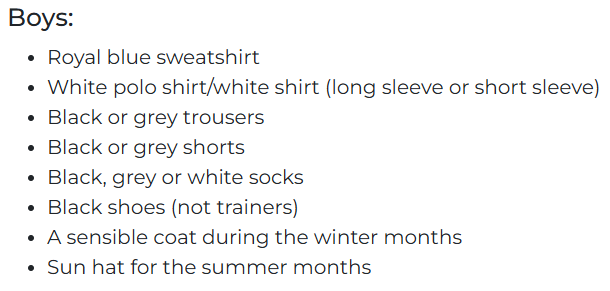 Boys:
• Royal blue sweatshirt
• White polo shirt/white shirt (long sleeve or short sleeve)
• Black or grey trousers
• Black or grey shorts
• Black, grey or white socks
• Black shoes (not trainers)
• A sensible coat during the winter months
• Sun hat for the summer months